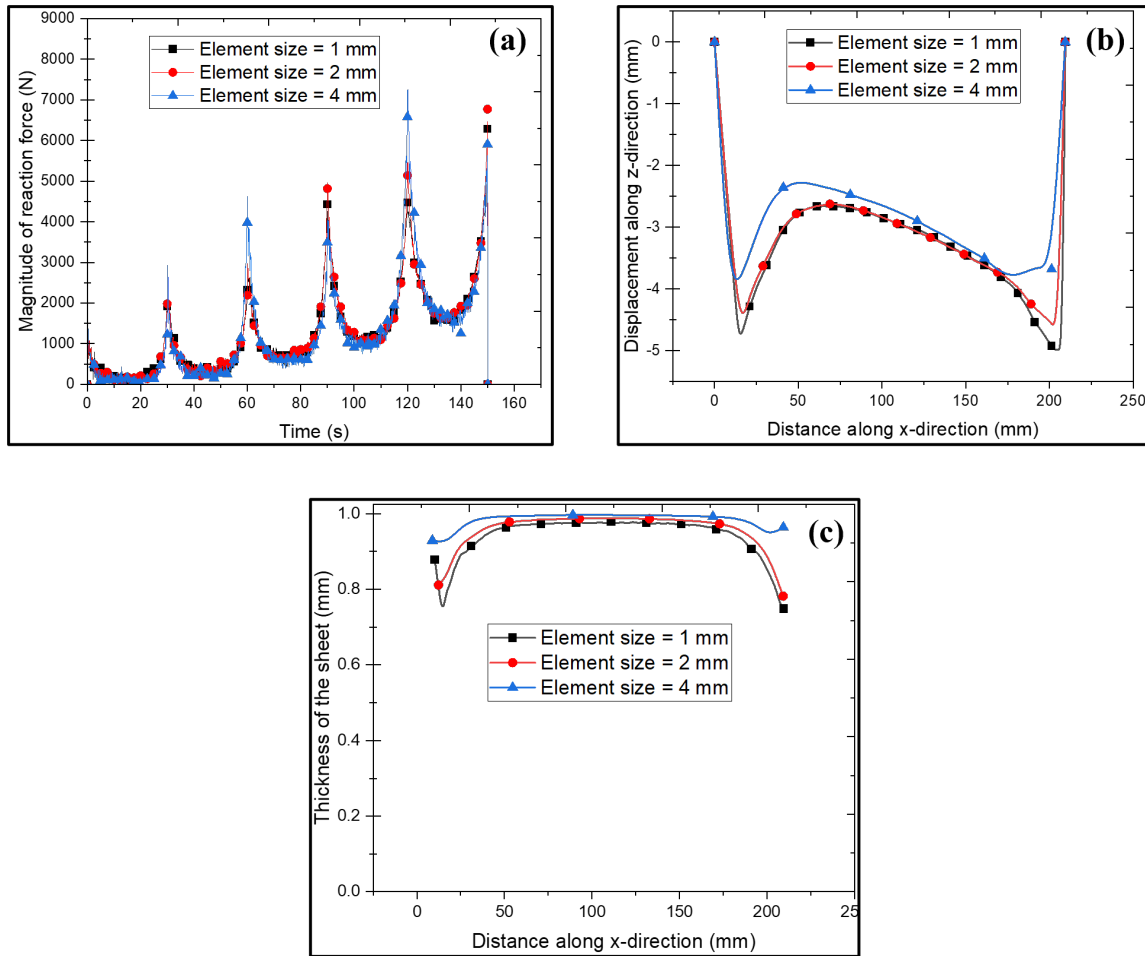 (a)
Element size = 1 mm
Element size = 2 mm
Element size = 4 mm
9000
8000
7000
6000
5000
4000
3000
2000
1000
0
Magnitude of reaction force (N)
0 20 40 60 80 100 120 140 160
Time (s)
(b)
Element size = 1 mm
Element size = 2 mm
Element size = 4 mm
0
-1
-2
-3
-4
-5
Displacement along z-direction (mm)
0 50 100 150 200 250
Distance along x-direction (mm)
(c)
1.0
0.8
0.6
0.4
0.2
0.0
Thickness of the sheet (mm)
Element size = 1 mm
Element size = 2 mm
Element size = 4 mm
0 50 100 150 200 25
Distance along x-direction (mm)